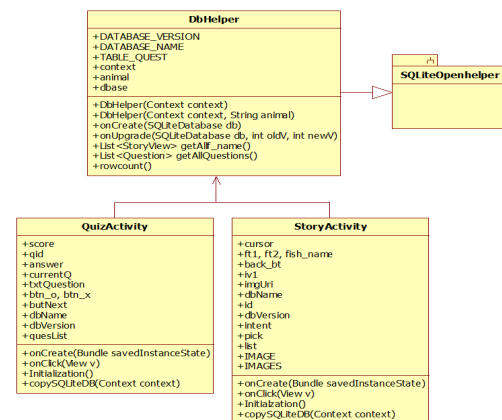 DbHelper
+DATABASE_VERSION
+DATABASE_NAME
+TABLE_QUEST
+context
+animal
+dbase
+DbHelper(Context context)
+DbHelper(Context context, String animal)
+onCreate(SQLiteDatabase db)
+onUpgrade(SQLiteDatabase db, int oldV, int newV)
+List<StoryView> getAllf_name()
+List<Question> getAllQuestions()
+rowcount()
SQLiteOpenhelper
QuizActivity
+score
+qid
+answer
+currentQ
+txtQuestion
+btn_o, btn_x
+butNext
+dbName
+dbVersion
+quesList
+onCreate(Bundle savedInstanceState)
+onClick(View v)
+Initialization()
+copySQLiteDB(Context context)
StoryActivity
+cursor
+ft1, ft2, fish_name
+back_bt
+iv1
+imgUri
+dbName
+id
+dbVersion
+intent
+pick
+list
+IMAGE
+IMAGES
+onCreate(Bundle savedInstanceState)
+onClick(View v)
+Initialzation()
+copySQLiteDB(Context context)